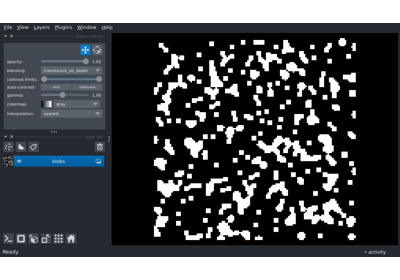 File View Layers Plugins Window Help
opacity: 1.00
blending: translucent_no_depth
contrast limits:
auto-contrast: once continuous
gamma: 1.00
colormap: gray
interpolation: nearest
blobs
Ready activity